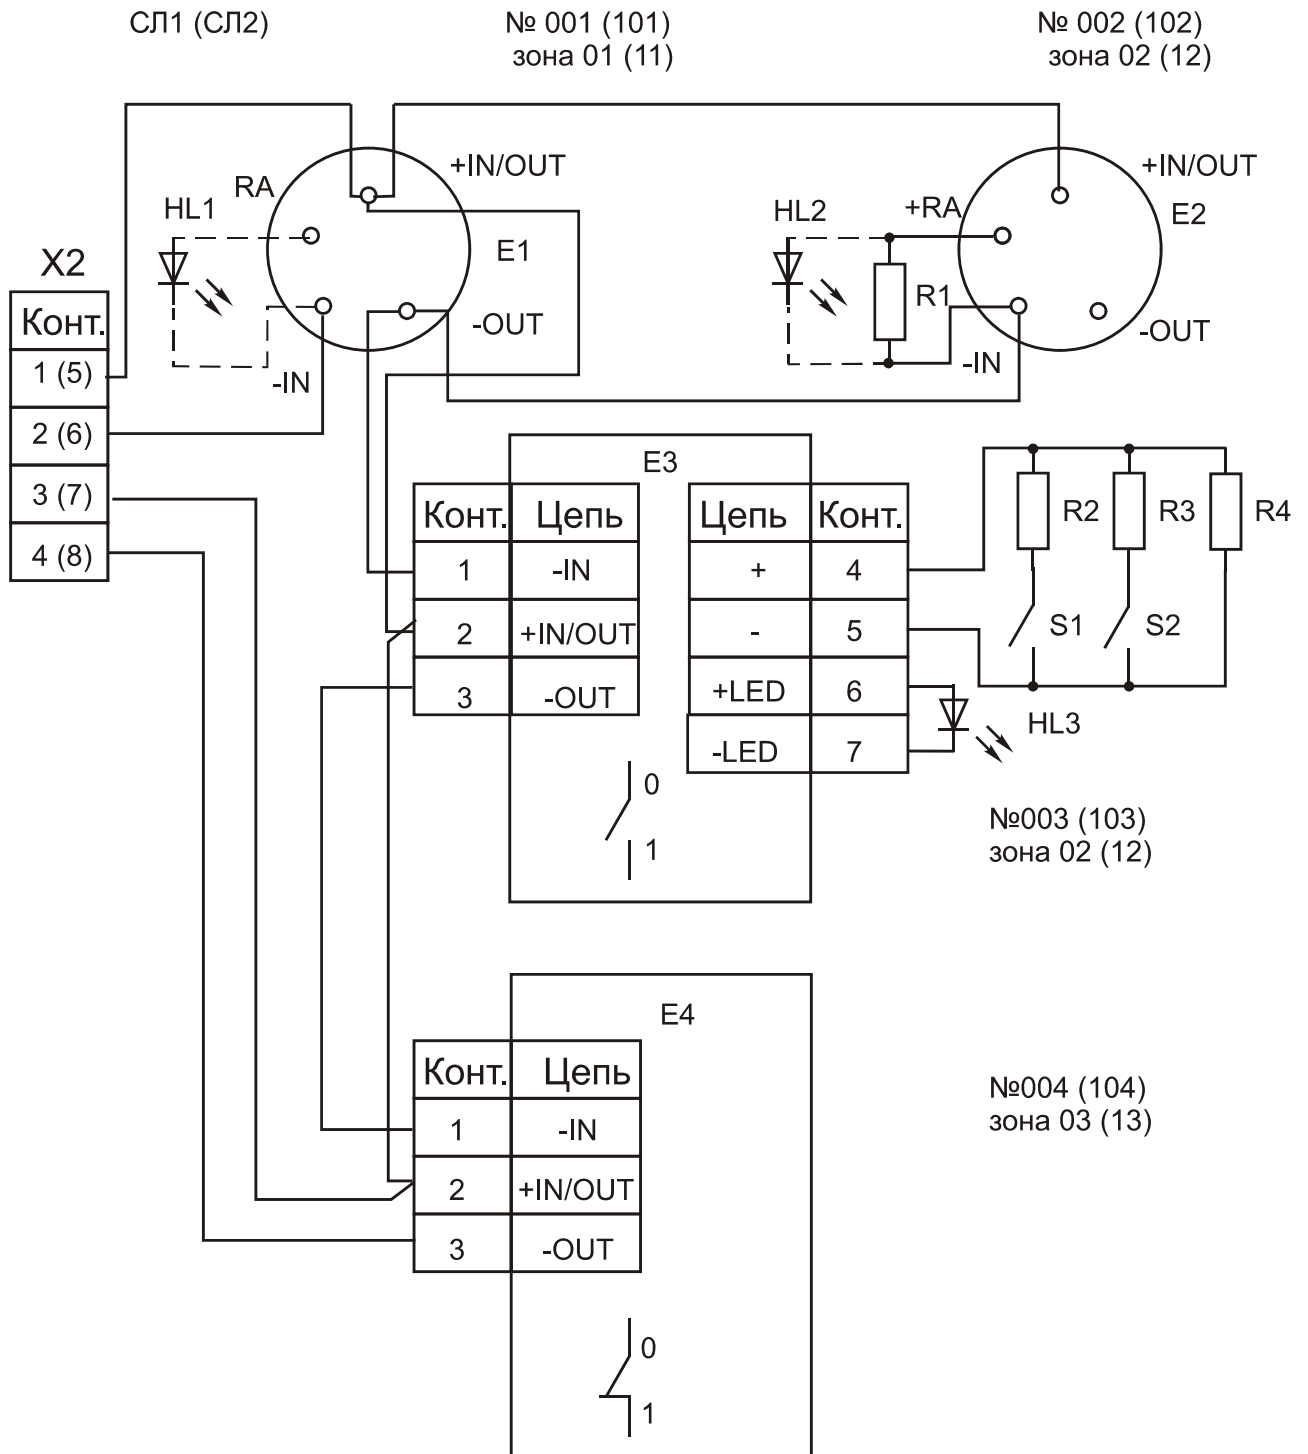 СЛ1 (СЛ2)
№ 001 (101)
зона 01 (11)
№ 002 (102)
зона 02 (12)
+IN/OUT
RA
HL1
E1
-OUT
-IN
+IN/OUT
+RA
HL2
E2
R1
-OUT
-IN
X2
Конт.
1 (5)
2 (6)
3 (7)
4 (8)
E3
Конт. Цепь
1 -IN
2 +IN/OUT
3 -OUT
Цепь Конт.
+ 4
- 5
+LED 6
-LED 7
R2 R3 R4
S1 S2
HL3
0
1
№003 (103)
зона 02 (12)
E4
Конт. Цепь
1 -IN
2 +IN/OUT
3 -OUT
№004 (104)
зона 03 (13)
0
1